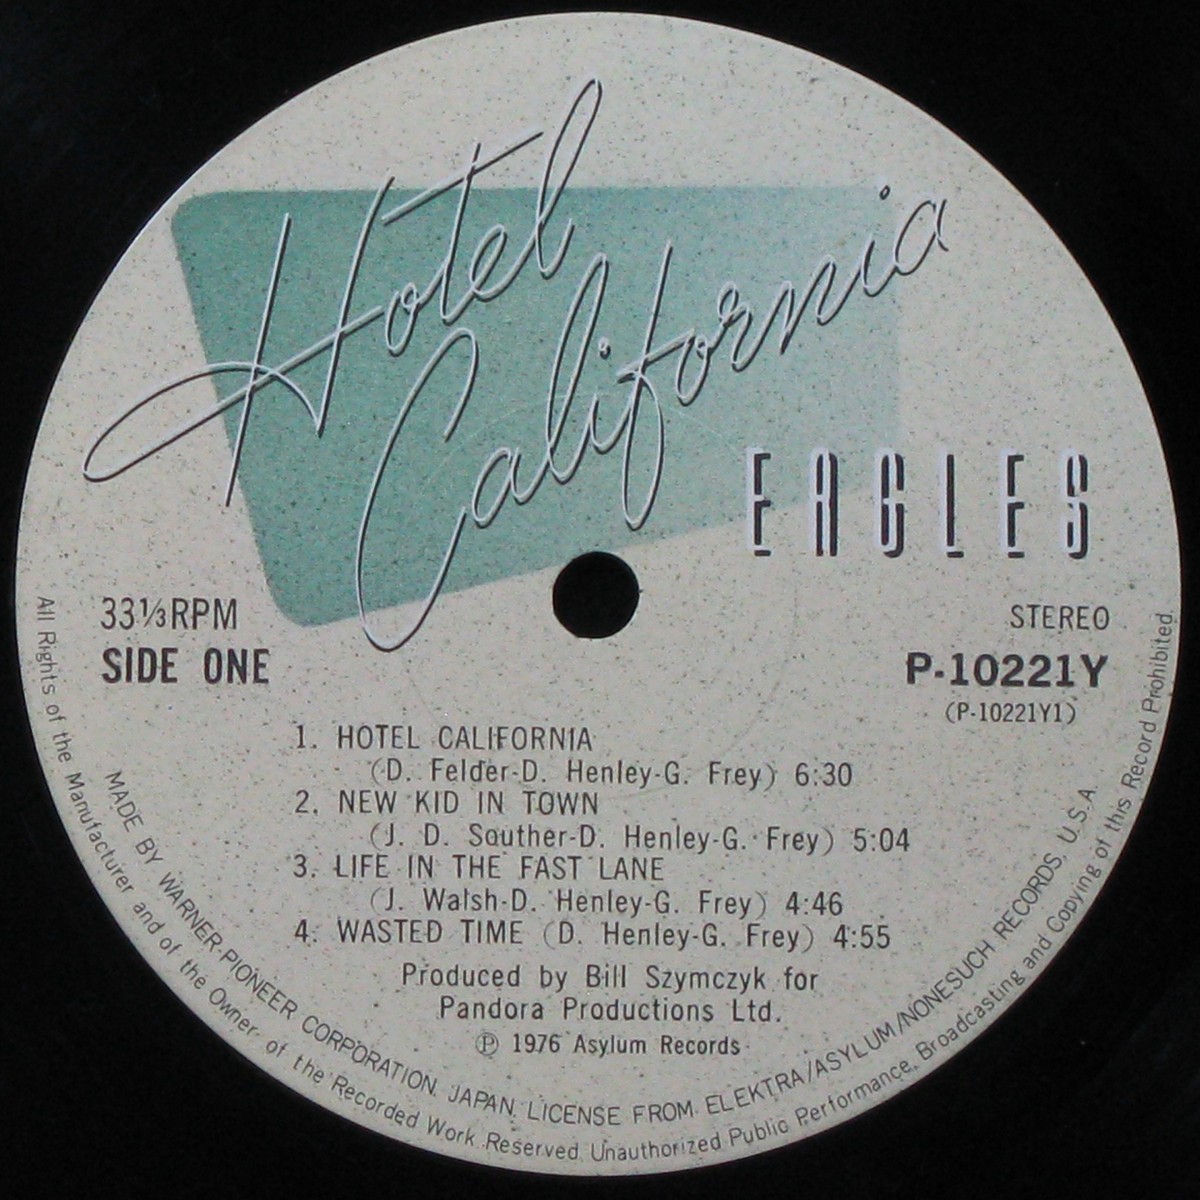 Hotel
California
EAGLES
33⅓RPM
SIDE ONE
STEREO
P-10221Y
(P-10221Y1)
1. HOTEL CALIFORNIA
(D. Felder-D. Henley-G. Frey) 6:30
2. NEW KID IN TOWN
(J. D. Souther-D. Henley-G. Frey) 5:04
3. LIFE IN THE FAST LANE
(J. Walsh-D. Henley-G. Frey) 4:46
4. WASTED TIME (D. Henley-G. Frey) 4:55
Produced by Bill Szymczyk for
Pandora Productions Ltd.
Ⓟ 1976 Asylum Records
MADE BY WARNER-PIONEER CORPORATION, JAPAN. LICENSE FROM ELEKTRA/ASYLUM/NONESUCH RECORDS, U.S.A.
All Rights of the Manufacturer and of the Owner of the Recorded Work Reserved. Unauthorized Public Performance, Broadcasting and Copying of this Record Prohibited.